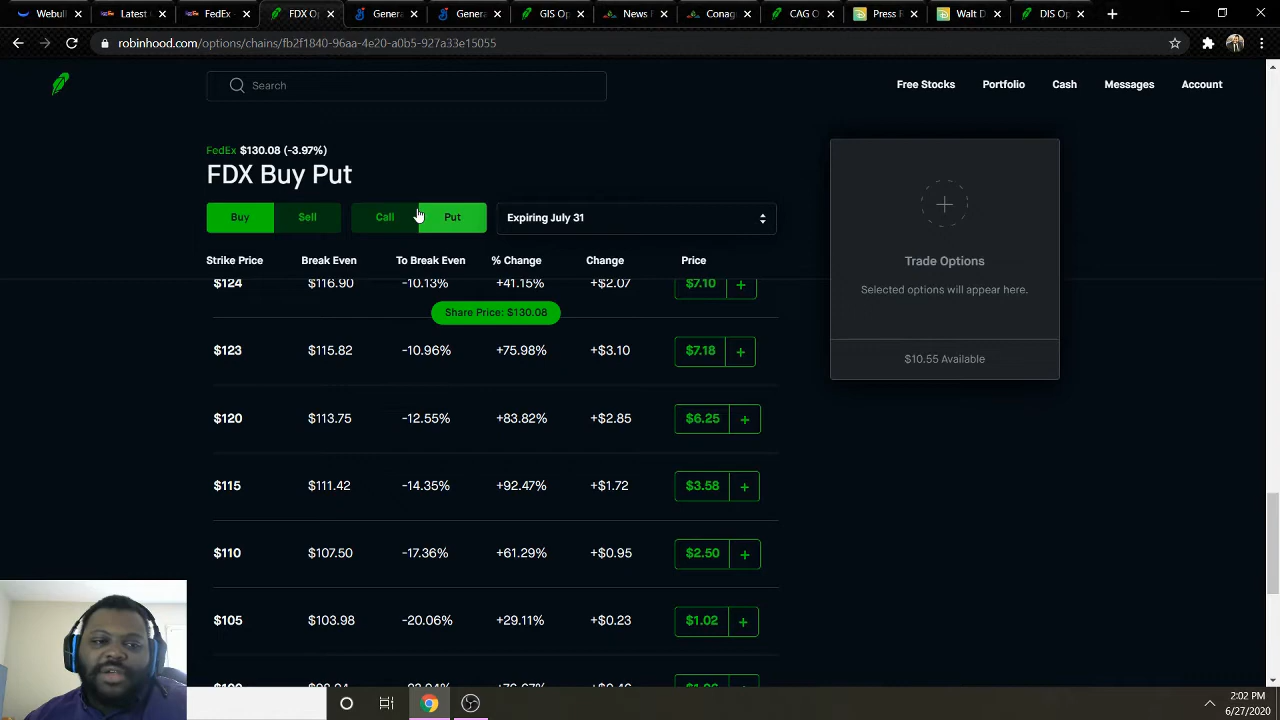 Webull
Latest
FedEx
FDX Op
Genera
Genera
GIS Op
News R
Conag
CAG O
Press R
Walt D
DIS Op
robinhood.com/options/chains/fb2f1840-96aa-4e20-a0b5-927a33e15055
Search
Free Stocks Portfolio Cash Messages Account
FedEx $130.08 (-3.97%)
FDX Buy Put
Buy Sell Call Put Expiring July 31
Strike Price Break Even To Break Even % Change Change Price
$124 $116.90 -10.13% +41.15% +$2.07 $7.10 +
Share Price: $130.08
$123 $115.82 -10.96% +75.98% +$3.10 $7.18 +
$120 $113.75 -12.55% +83.82% +$2.85 $6.25 +
$115 $111.42 -14.35% +92.47% +$1.72 $3.58 +
$110 $107.50 -17.36% +61.29% +$0.95 $2.50 +
$105 $103.98 -20.06% +29.11% +$0.23 $1.02 +
Trade Options
Selected options will appear here.
$10.55 Available
2:02 PM
6/27/2020